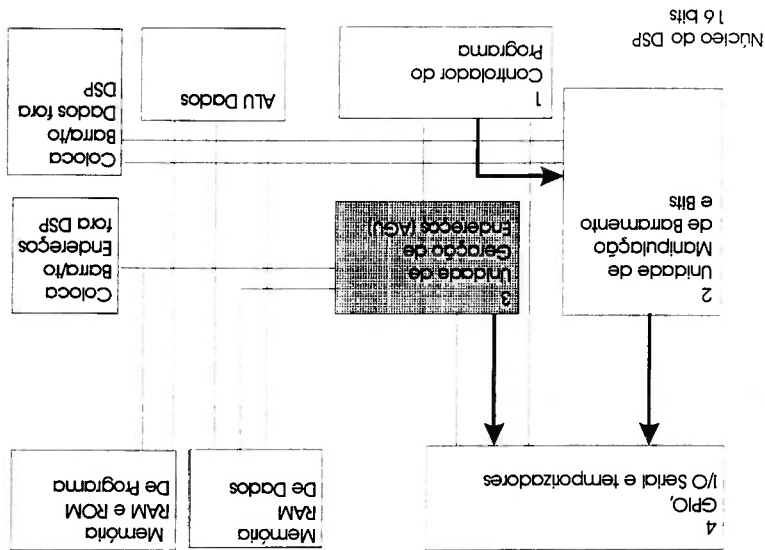 4
GPIO,
I/O Serial e temporizadores
Memória
RAM
De Dados
Memória
RAM e ROM
De Programa
2
Unidade de
Manipulação
de Barramento
e Bits
3
Unidade de
Geração de
Endereços (AGU)
Coloca
Barra/to
Endereços
fora DSP
Coloca
Barra/to
Dados fora
DSP
1
Controlador do
Programa
ALU Dados
Núcleo do DSP
16 bits